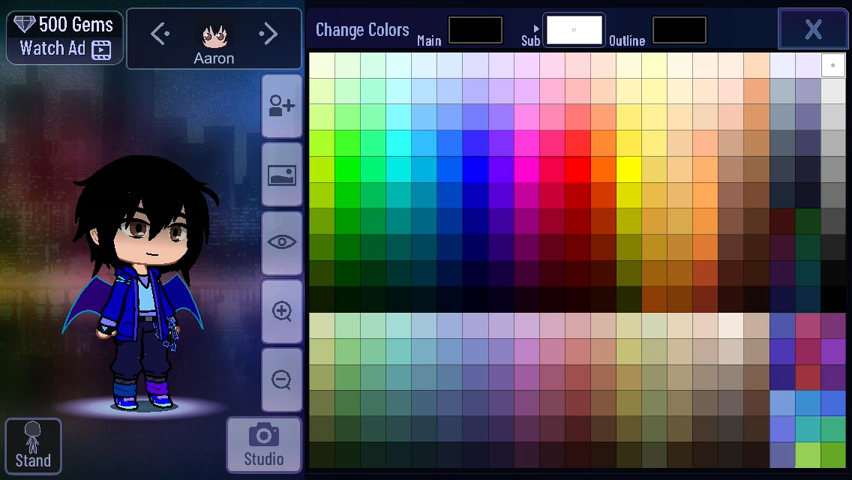 500 Gems
Watch Ad
Aaron
Change Colors
Main
Sub
Outline
X
Stand
Studio